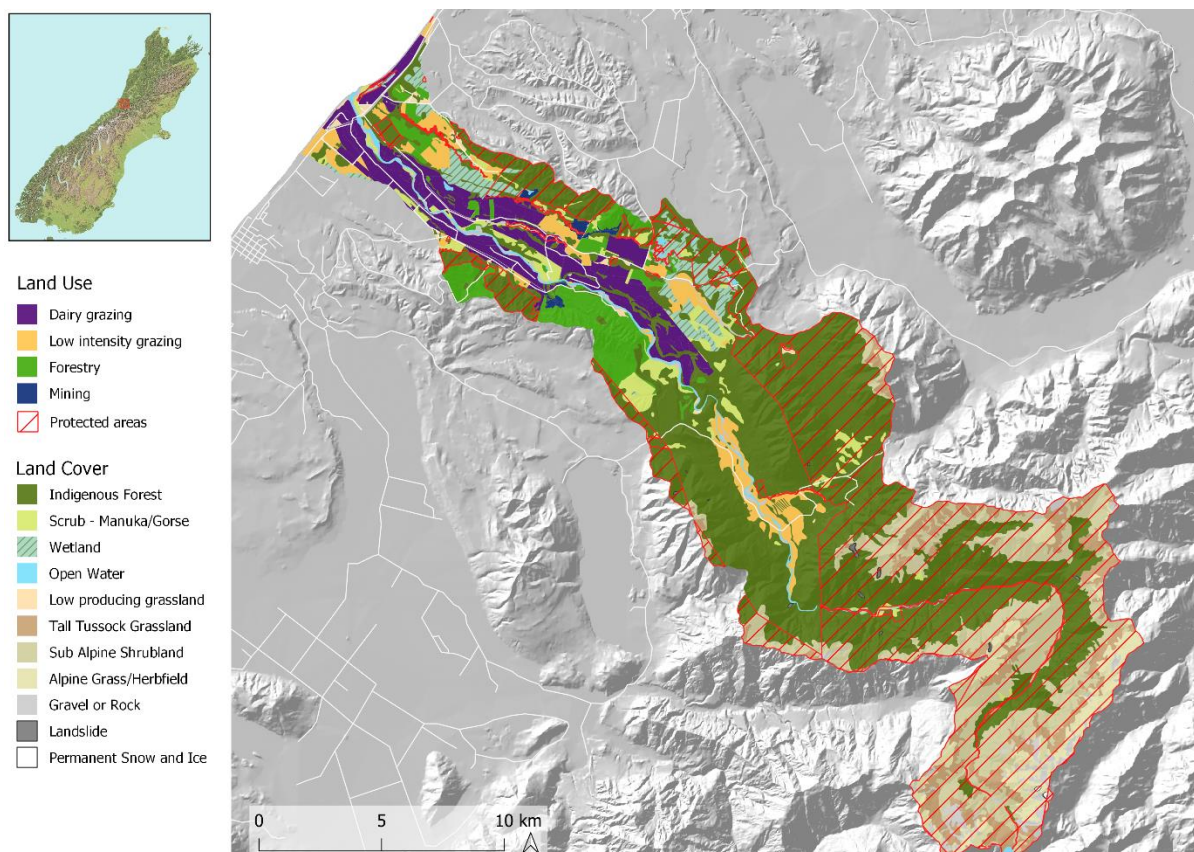 Land Use
Dairy grazing
Low intensity grazing
Forestry
Mining
Protected areas
Land Cover
Indigenous Forest
Scrub - Manuka/Gorse
Wetland
Open Water
Low producing grassland
Tall Tussock Grassland
Sub Alpine Shrubland
Alpine Grass/Herbfield
Gravel or Rock
Landslide
Permanent Snow and Ice
0 5 10 km